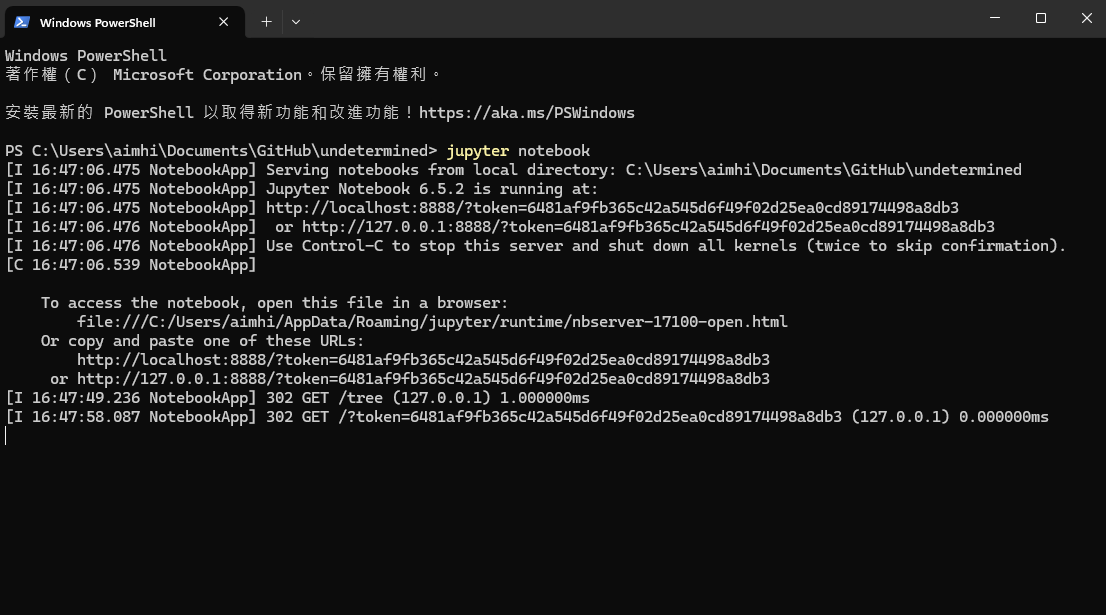 Windows PowerShell
Windows PowerShell
著作權（C） Microsoft Corporation。保留擁有權利。
安裝最新的 PowerShell 以取得新功能和改進功能！https://aka.ms/PSWindows
PS C:\Users\aimhi\Documents\GitHub\undetermined> jupyter notebook
[I 16:47:06.475 NotebookApp] Serving notebooks from local directory: C:\Users\aimhi\Documents\GitHub\undetermined
[I 16:47:06.475 NotebookApp] Jupyter Notebook 6.5.2 is running at:
[I 16:47:06.475 NotebookApp] http://localhost:8888/?token=6481af9fb365c42a545d6f49f02d25ea0cd89174498a8db3
[I 16:47:06.476 NotebookApp]  or http://127.0.0.1:8888/?token=6481af9fb365c42a545d6f49f02d25ea0cd89174498a8db3
[I 16:47:06.476 NotebookApp] Use Control-C to stop this server and shut down all kernels (twice to skip confirmation).
[C 16:47:06.539 NotebookApp]
To access the notebook, open this file in a browser:
file:///C:/Users/aimhi/AppData/Roaming/jupyter/runtime/nbserver-17100-open.html
Or copy and paste one of these URLs:
http://localhost:8888/?token=6481af9fb365c42a545d6f49f02d25ea0cd89174498a8db3
or http://127.0.0.1:8888/?token=6481af9fb365c42a545d6f49f02d25ea0cd89174498a8db3
[I 16:47:49.236 NotebookApp] 302 GET /tree (127.0.0.1) 1.000000ms
[I 16:47:58.087 NotebookApp] 302 GET /?token=6481af9fb365c42a545d6f49f02d25ea0cd89174498a8db3 (127.0.0.1) 0.000000ms